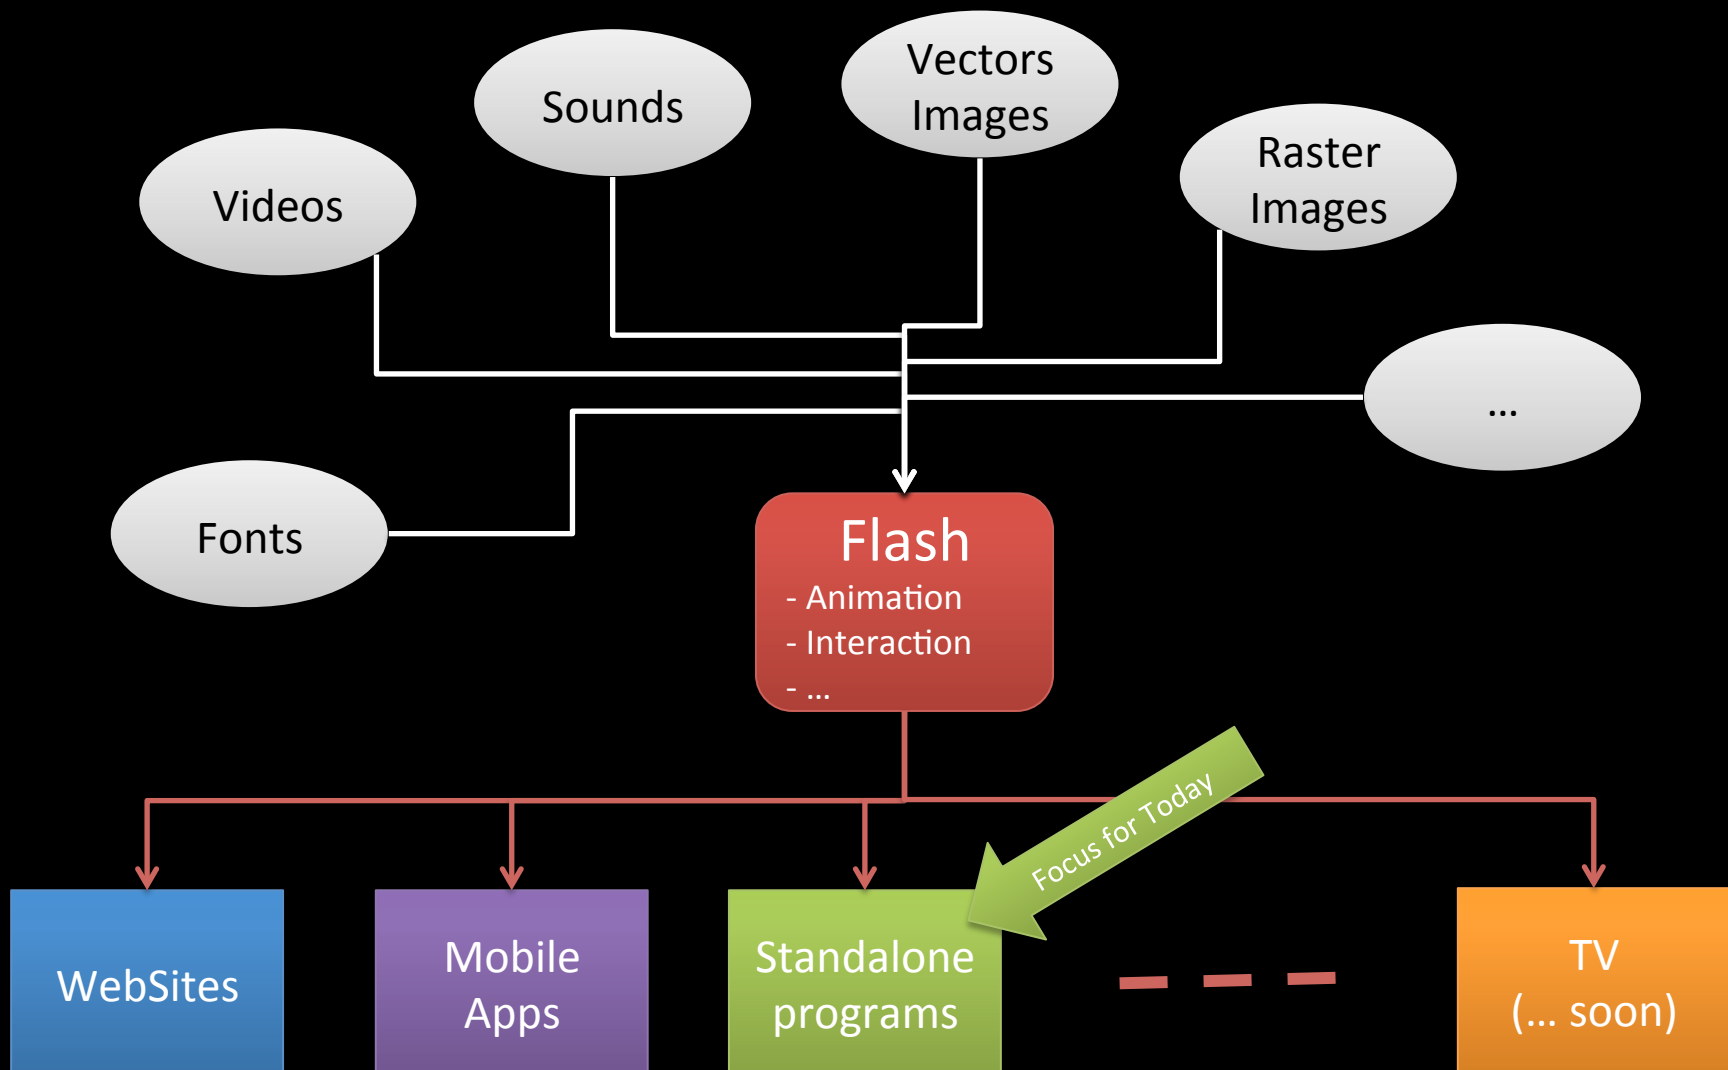 Vectors
Images
Sounds
Raster
Images
Videos
...
Fonts
Flash
- Animation
- Interaction
- ...
Focus for Today
WebSites
Mobile
Apps
Standalone
programs
TV
(... soon)